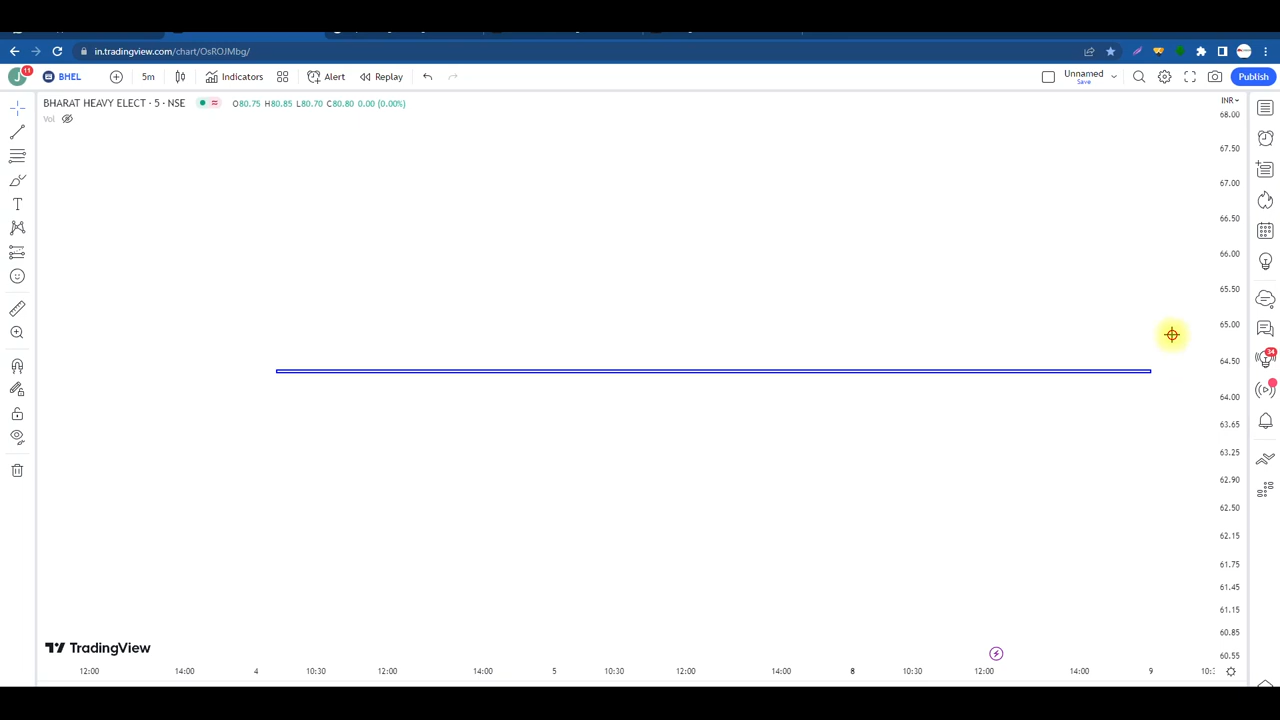 in.tradingview.com/chart/OsROJMbg/
J
11
BHEL
5m
Indicators
Alert
Replay
Unnamed
Save
Publish
BHARAT HEAVY ELECT · 5 · NSE
O80.75 H80.85 L80.70 C80.80 0.00 (0.00%)
Vol
INR
68.00
67.50
67.00
66.50
66.00
65.50
65.00
64.50
64.00
63.65
63.25
62.90
62.50
62.15
61.75
61.45
61.15
60.85
60.55
34
TradingView
12:00
14:00
4
10:30
12:00
14:00
5
10:30
12:00
14:00
8
10:30
12:00
14:00
9